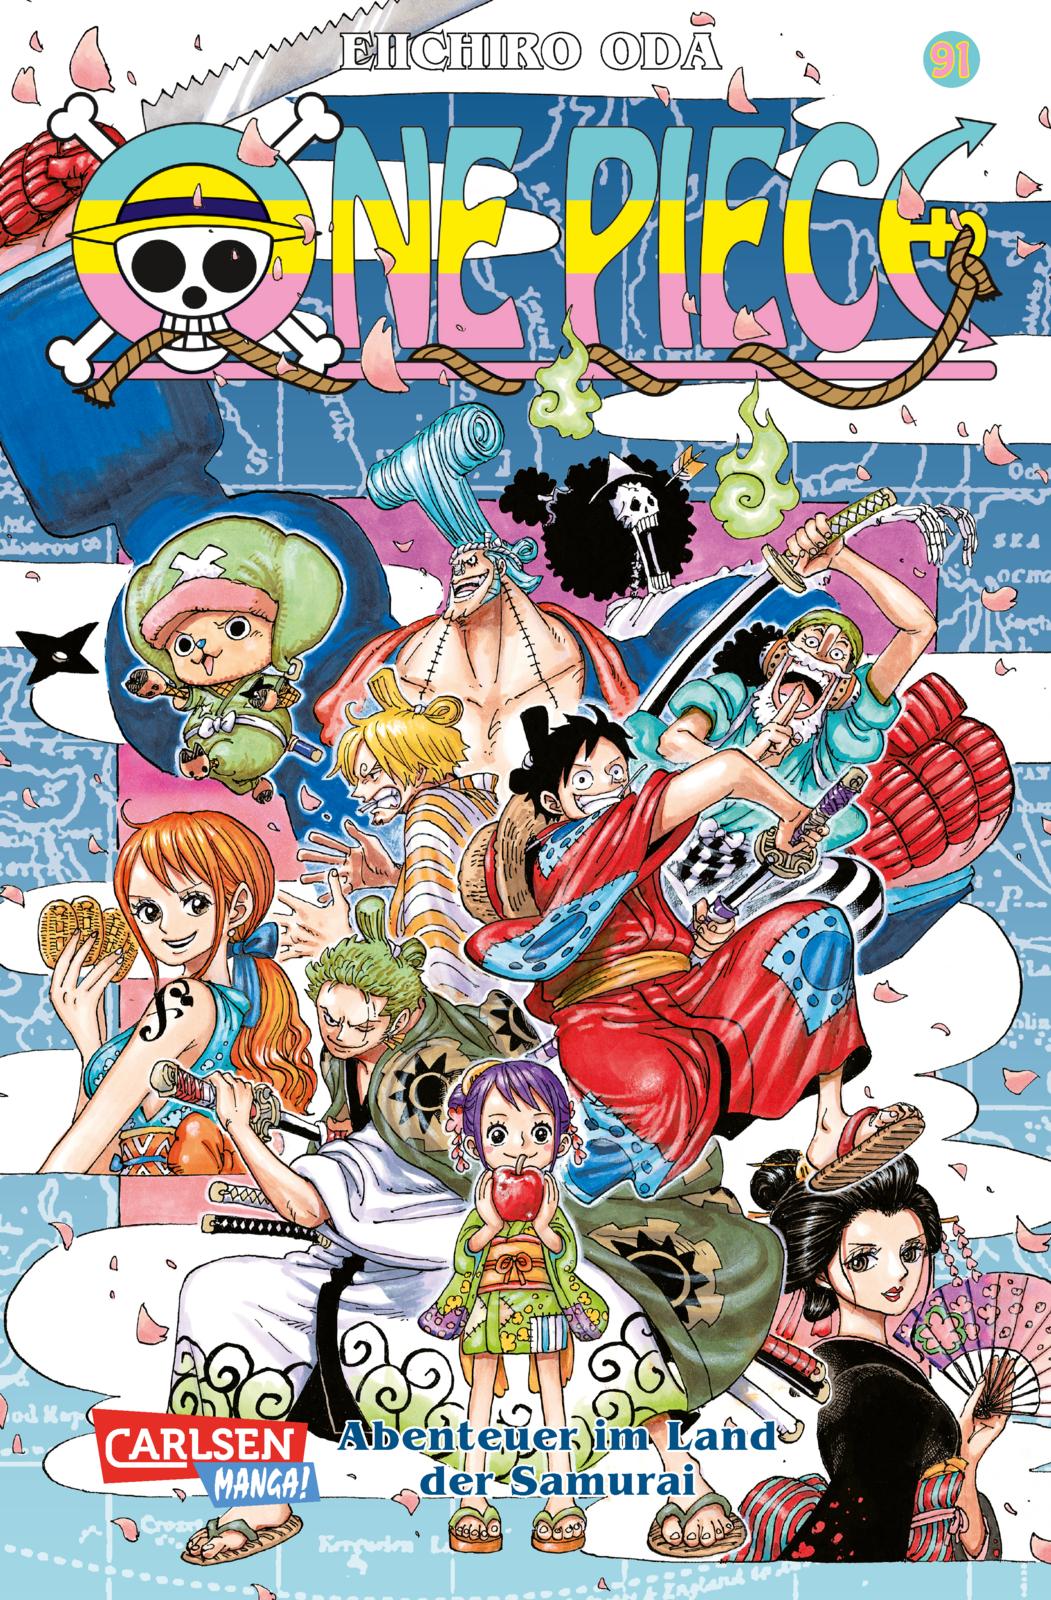 EIICHIRO ODA
91
ONE PIECE
CARLSEN
MANGA!
Abenteuer im Land
der Samurai